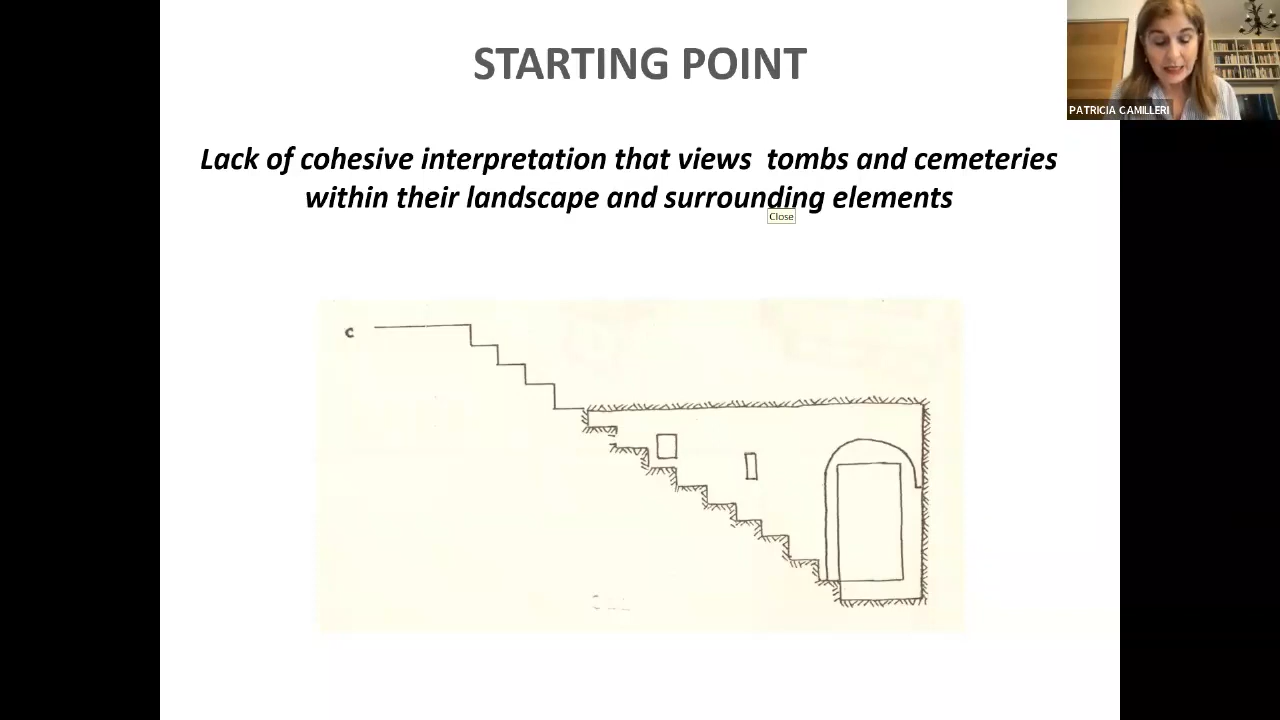 STARTING POINT
PATRICIA CAMILLERI
Lack of cohesive interpretation that views tombs and cemeteries
within their landscape and surrounding elements
Close
C